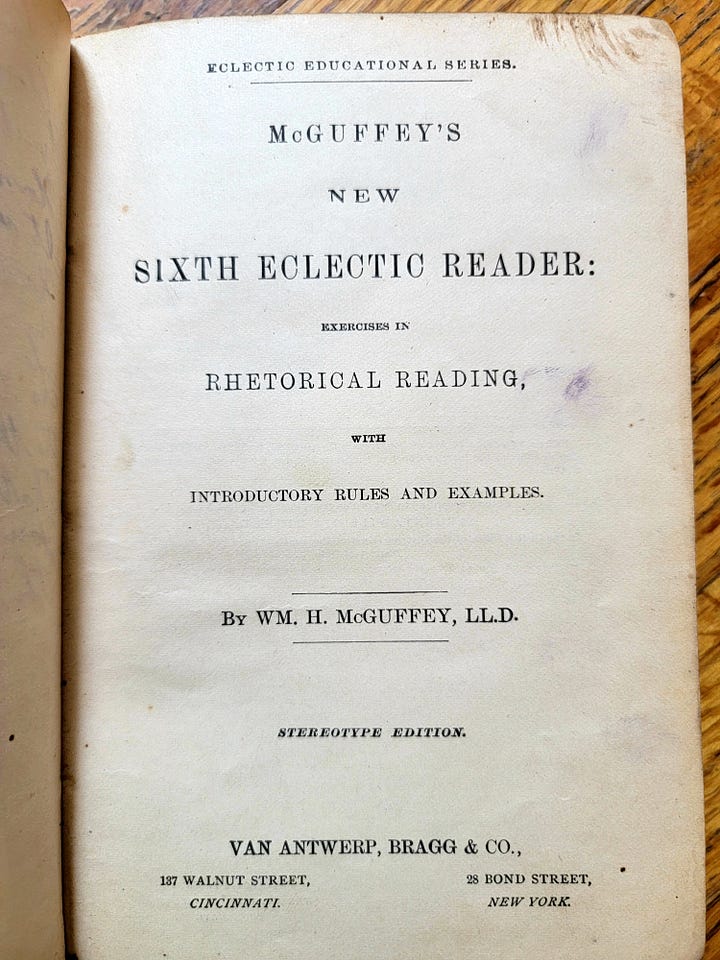 ECLECTIC EDUCATIONAL SERIES.
McGUFFEY'S
NEW
SIXTH ECLECTIC READER:
EXERCISES IN
RHETORICAL READING,
WITH
INTRODUCTORY RULES AND EXAMPLES.
By WM. H. McGUFFEY, LL.D.
STEREOTYPE EDITION.
VAN ANTWERP, BRAGG & CO.,
137 WALNUT STREET, 28 BOND STREET,
CINCINNATI. NEW YORK.